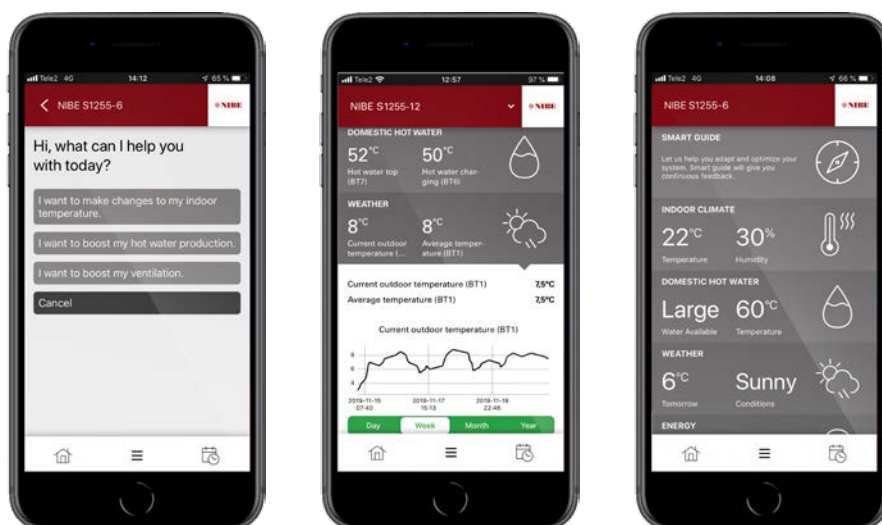 Tele2 4G 14:12 65 %
NIBE S1255-6
NIBE
Hi, what can I help you
with today?
I want to make changes to my indoor
temperature.
I want to boost my hot water production.
I want to boost my ventilation.
Cancel
Tele2 12:57 97 %
NIBE S1255-12
NIBE
DOMESTIC HOT WATER
52°C 50°C
Hot water top Hot water char-
(BT7) ging (BT6)
WEATHER
8°C 8°C
Current outdoor Average temper-
temperature (... ature (BT1)
Current outdoor temperature (BT1) 7,5°C
Average temperature (BT1) 7,5°C
Current outdoor temperature (BT1)
8
6
4
2019-11-15 2019-11-17 2019-11-19
07:40 15:13 22:46
Day Week Month Year
Tele2 4G 14:08 66 %
NIBE S1255-6
NIBE
SMART GUIDE
Let us help you adapt and optimize your
system. Smart guide will give you
continuous feedback.
INDOOR CLIMATE
22°C 30%
Temperature Humidity
DOMESTIC HOT WATER
Large 60°C
Water Available Temperature
WEATHER
6°C Sunny
Tomorrow Conditions
ENERGY